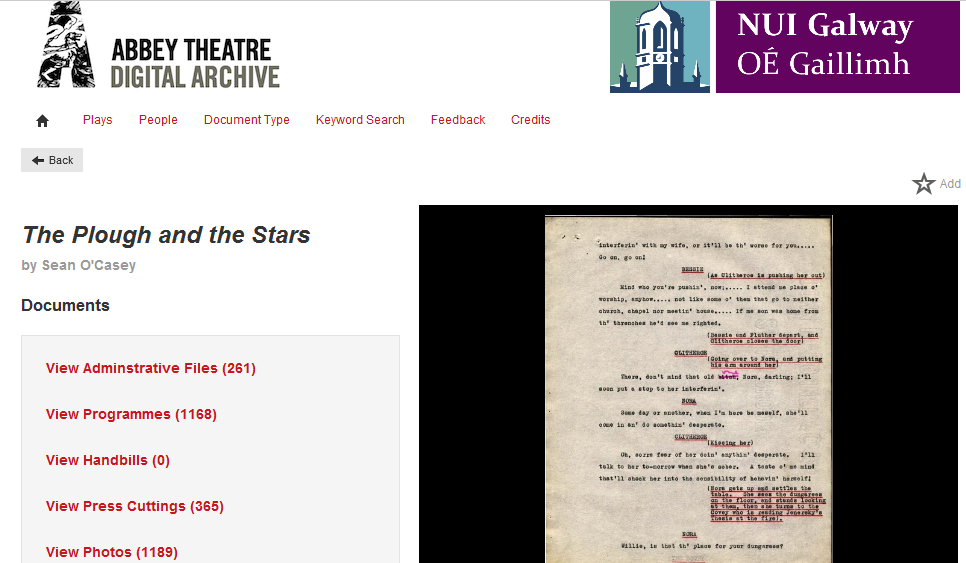 ABBEY THEATRE
DIGITAL ARCHIVE
NUI Galway
OÉ Gaillimh
Plays People Document Type Keyword Search Feedback Credits
Back
Add
The Plough and the Stars
by Sean O'Casey
Documents
View Adminstrative Files (261)
View Programmes (1168)
View Handbills (0)
View Press Cuttings (365)
View Photos (1189)
interferin' with my wife, or it'll be th' worse for you.....
Go on, go on!
BESSIE
(As Clitheroe is pushing her out)
Mind who you're pushin', now;..... I attend me place o'
worship, anyhow..... not like some o' them that go to neither
church, chapel nor meetin' house..... If me son was home from
th' threnches he'd see me righted.
(Bessie and Fluther depart, and
Clitheroe closes the door)
CLITHEROE
(Going over to Nora, and putting
his arm around her)
There, don't mind that old Nora, darling; I'll
soon put a stop to her interferin'.
NORA
Some day or another, when I'm here be meself, she'll
come in an' do somethin' desperate.
CLITHEROE
(Kissing her)
Oh, sorra fear of her doin' anythin' desperate. I'll
talk to her to-morrow when she's sober. A taste o' me mind
that'll shock her into the sensibility of behavin' herself!
(Nora gets up and settles the
table. She sees the dungarees
on the floor, and stands looking
at them, then she turns to the
Covey who is reading Jenersky's
Thesis at the fire).
NORA
Willie, is that th' place for your dungarees?